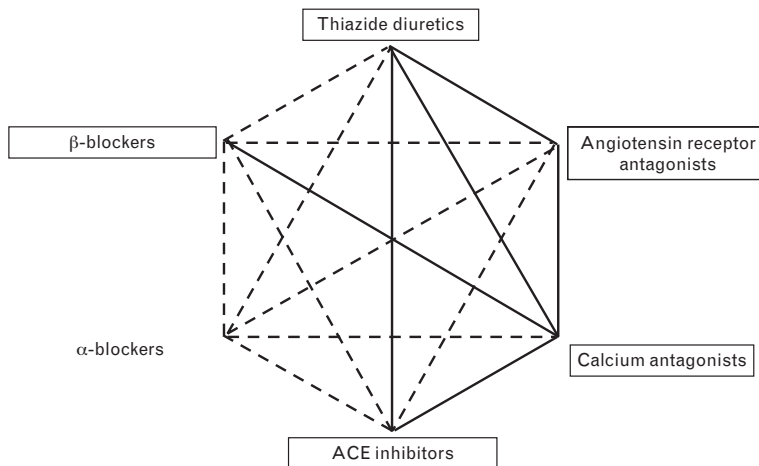 Thiazide diuretics
β-blockers
Angiotensin receptor
antagonists
α-blockers
Calcium antagonists
ACE inhibitors